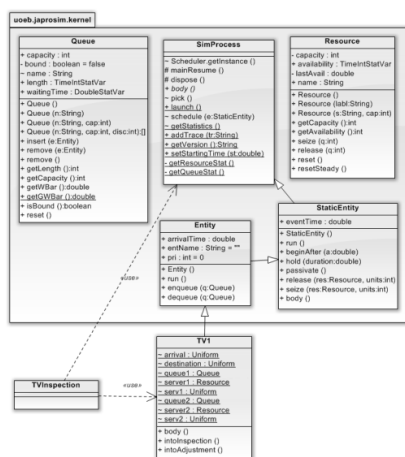 uoeb.japrosim.kernel
Queue
+ capacity : int
- bound : boolean = false
~ name : String
+ length : TimeIntStatVar
+ waitingTime : DoubleStatVar
+ Queue ()
+ Queue (n:String)
+ Queue (n:String, cap:int)
+ Queue (n:String, cap:int, disc:int):[]
+ insert (e:Entity)
+ remove (e:Entity)
+ remove ()
+ getLength ():int
+ getCapacity ():int
+ getWBar ():double
+ getGWBar ():double
+ isBound ():boolean
+ reset ()
SimProcess
~ Scheduler.getInstance ()
# mainResume ()
# dispose ()
+ body ()
~ pick ()
+ launch ()
~ schedule (e:StaticEntity)
~ getStatistics ()
+ addTrace (tr:String)
+ getVersion ():String
+ setStartingTime (st:double)
- getResourceStat ()
- getQueueStat ()
Resource
- capacity : int
+ availability : TimeIntStatVar
- lastAvail : double
~ name : String
+ Resource ()
+ Resource (labl:String)
+ Resource (s:String, cap:int)
+ getCapacity ():int
+ getAvailability ():int
+ seize (q:int)
+ release (q:int)
+ reset ()
+ resetSteady ()
StaticEntity
~ eventTime : double
+ StaticEntity ()
+ run ()
+ beginAfter (a:double)
+ hold (duration:double)
+ passivate ()
+ release (res:Resource, units:int)
+ seize (res:Resource, units:int)
+ body ()
Entity
+ arrivalTime : double
+ entName : String = ""
+ pri : int = 0
+ Entity ()
+ run ()
+ enqueue (q:Queue)
+ dequeue (q:Queue)
«use»
TV1
~ arrival : Uniform
~ destination : Uniform
~ queue1 : Queue
~ server1 : Resource
~ serv1 : Uniform
~ queue2 : Queue
~ server2 : Resource
~ serv2 : Uniform
+ body ()
+ intoInspection ()
+ intoAdjustment ()
TVInspection
«use»